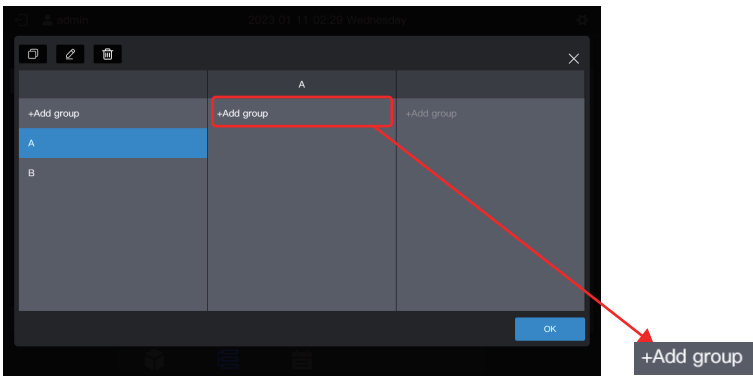 admin 2023-01-11 02:29 Wednesday
A
+Add group +Add group +Add group
A
B
OK
+Add group